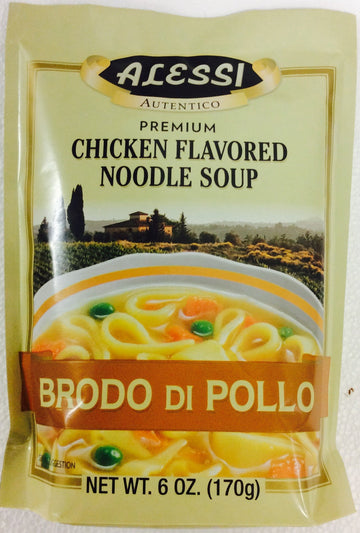 ALESSI
AUTENTICO
PREMIUM
CHICKEN FLAVORED
NOODLE SOUP
BRODO DI POLLO
NET WT. 6 OZ. (170g)